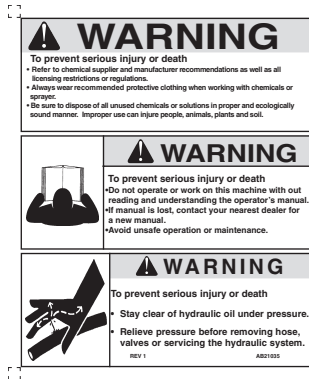 WARNING
To prevent serious injury or death
• Refer to chemical supplier and manufacturer recommendations as well as all
licensing restrictions or regulations.
• Always wear recommended protective clothing when working with chemicals or
sprayer.
• Be sure to dispose of all unused chemicals or solutions in proper and ecologically
sound manner. Improper use can injure people, animals, plants and soil.
WARNING
To prevent serious injury or death
•Do not operate or work on this machine with out
reading and understanding the operator's manual.
•If manual is lost, contact your nearest dealer for
a new manual.
•Avoid unsafe operation or maintenance.
WARNING
To prevent serious injury or death
• Stay clear of hydraulic oil under pressure.
• Relieve pressure before removing hose,
valves or servicing the hydraulic system.
REV 1 AB21035